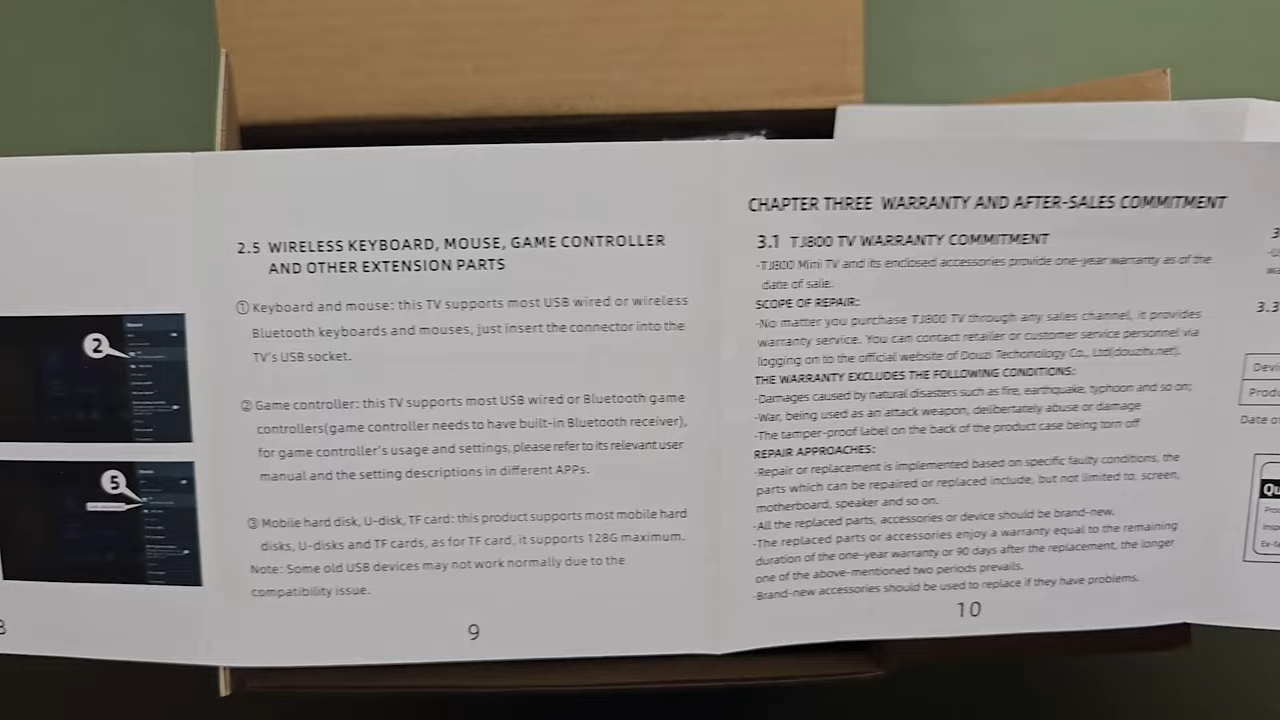 2
5
8
2.5 WIRELESS KEYBOARD, MOUSE, GAME CONTROLLER
AND OTHER EXTENSION PARTS
① Keyboard and mouse: this TV supports most USB wired or wireless
Bluetooth keyboards and mouses, just insert the connector into the
TV's USB socket.
② Game controller: this TV supports most USB wired or Bluetooth game
controllers(game controller needs to have built-in Bluetooth receiver),
for game controller's usage and settings, please refer to its relevant user
manual and the setting descriptions in different APPs.
③ Mobile hard disk, U-disk, TF card: this product supports most mobile hard
disks, U-disks and TF cards, as for TF card, it supports 128G maximum.
Note: Some old USB devices may not work normally due to the
compatibility issue.
9
CHAPTER THREE WARRANTY AND AFTER-SALES COMMITMENT
3.1 TJ800 TV WARRANTY COMMITMENT
-TJ800 Mini TV and its enclosed accessories provide one-year warranty as of the
date of sale.
SCOPE OF REPAIR:
-No matter you purchase TJ800 TV through any sales channel, it provides
warranty service. You can contact retailer or customer service personnel via
logging on to the official website of Douzi Techonology Co., Ltd(douzitv.net).
THE WARRANTY EXCLUDES THE FOLLOWING CONDITIONS:
-Damages caused by natural disasters such as fire, earthquake, typhoon and so on;
-War, being used as an attack weapon, delibertately abuse or damage
-The tamper-proof label on the back of the product case being torn off
REPAIR APPROACHES:
-Repair or replacement is implemented based on specific faulty conditions, the
parts which can be repaired or replaced include, but not limited to, screen,
motherboard, speaker and so on.
-All the replaced parts, accessories or device should be brand-new.
-The replaced parts or accessories enjoy a warranty equal to the remaining
duration of the one-year warranty or 90 days after the replacement, the longer
one of the above-mentioned two periods prevails.
-Brand-new accessories should be used to replace if they have problems.
10
3.3
Devi
Produ
Date o
Qu